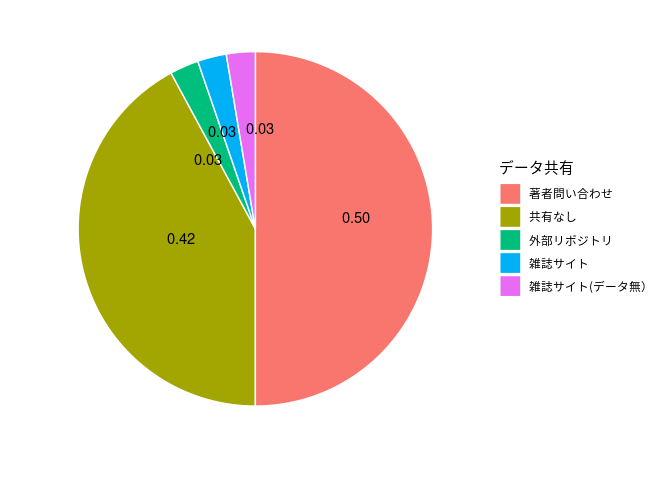 0.03
0.03
0.03
0.50
0.42
データ共有
著者問い合わせ
共有なし
外部リポジトリ
雑誌サイト
雑誌サイト(データ無)